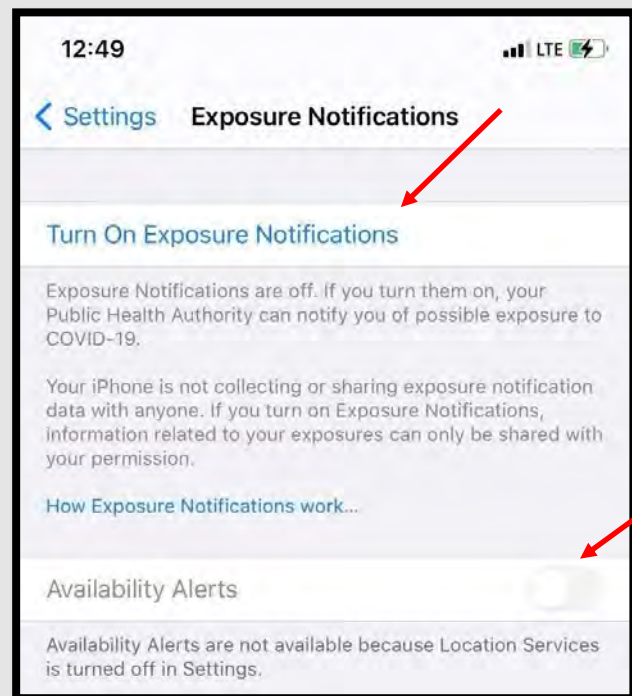 12:49 LTE
Settings Exposure Notifications
Turn On Exposure Notifications
Exposure Notifications are off. If you turn them on, your
Public Health Authority can notify you of possible exposure to
COVID-19.
Your iPhone is not collecting or sharing exposure notification
data with anyone. If you turn on Exposure Notifications,
information related to your exposures can only be shared with
your permission.
How Exposure Notifications work...
Availability Alerts
Availability Alerts are not available because Location Services
is turned off in Settings.